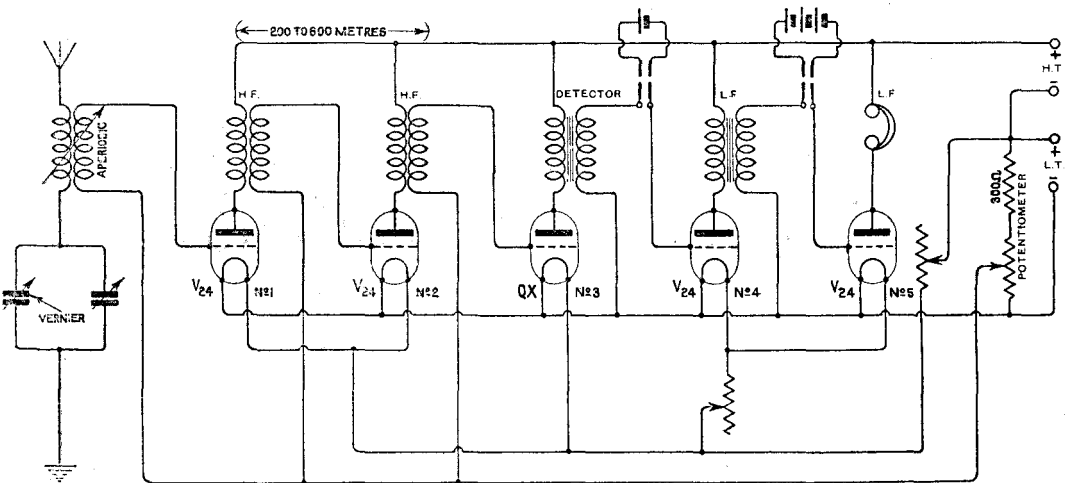 200 TO 600 METRES
H.T.
+
−
L.T.
+
−
H.F.
H.F.
DETECTOR
L.F.
L.F
APERIODIC
300Ω
POTENTIOMETER
V24
Nº1
V24
Nº2
QX
Nº3
V24
Nº4
V24
Nº5
VERNIER